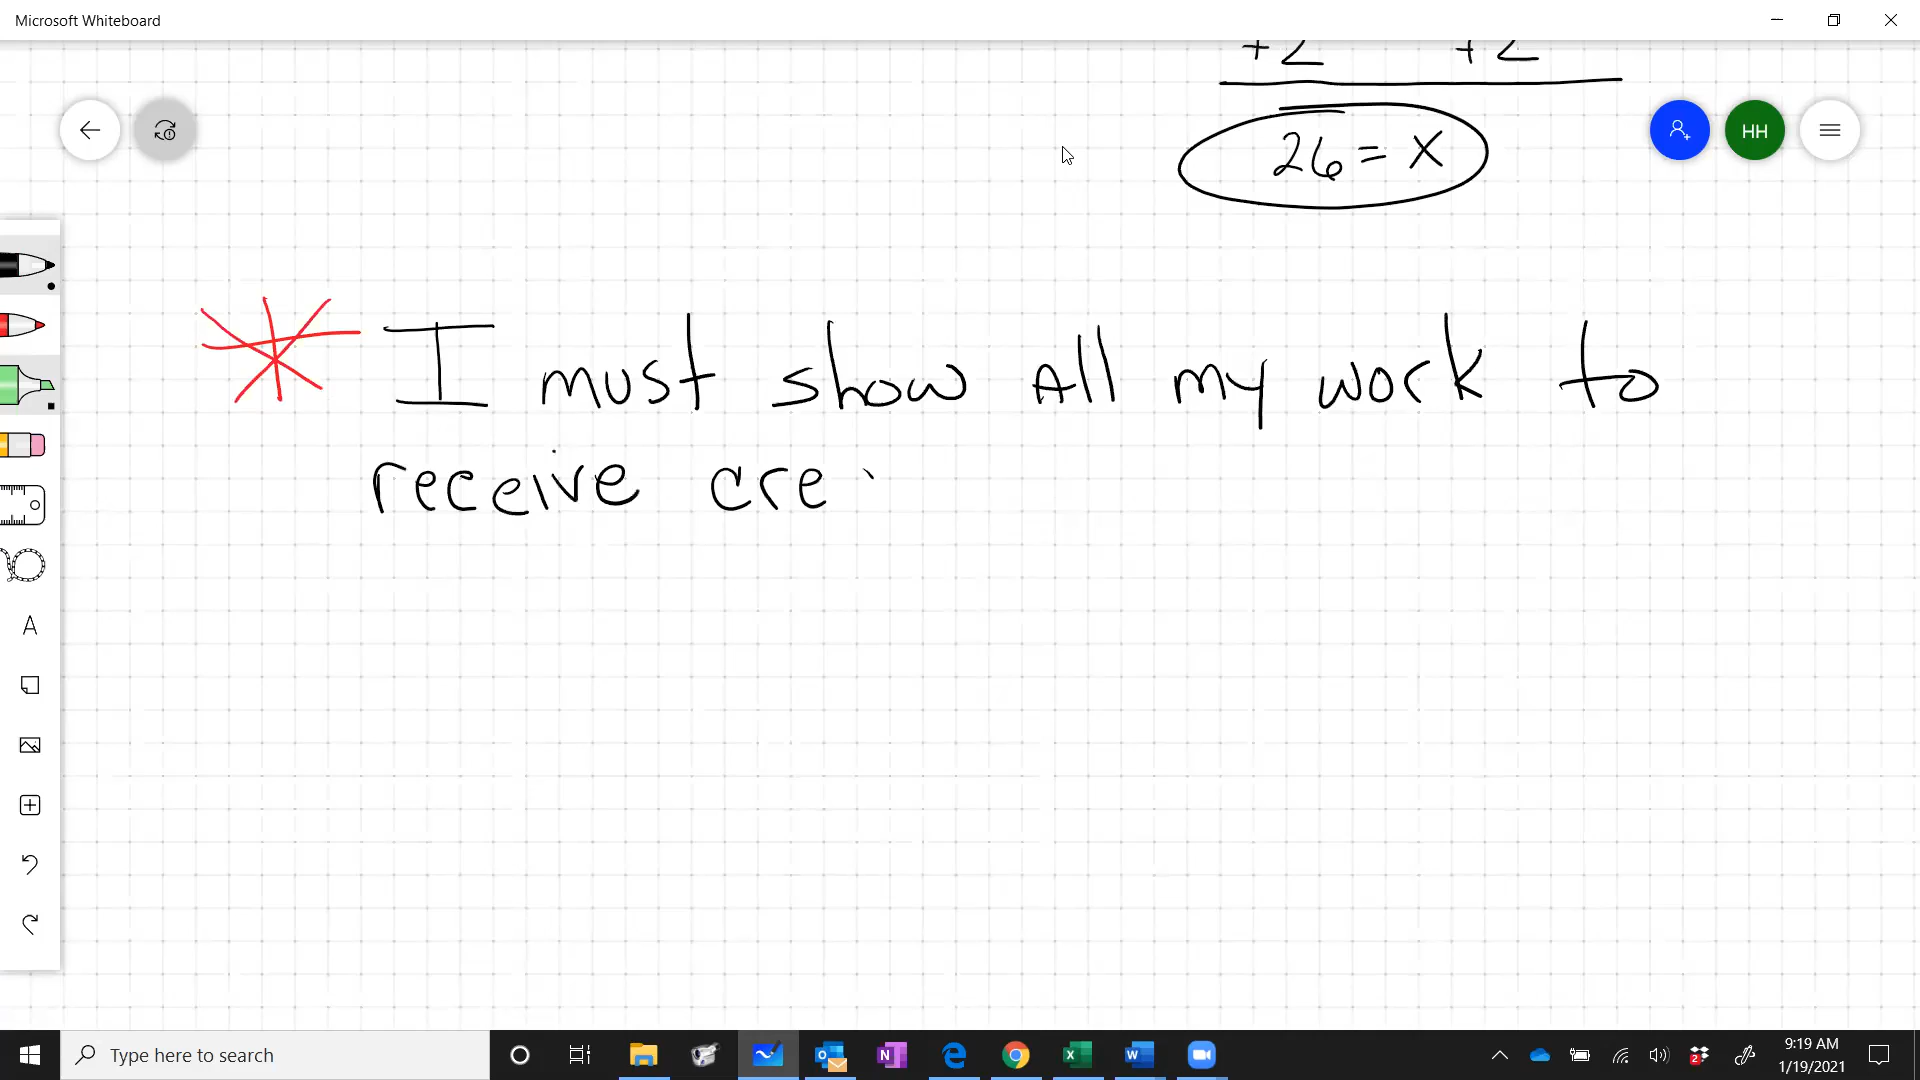 Microsoft Whiteboard
+2 +2
26 = x
HH
I must show all my work to
receive cre
A
Type here to search
9:19 AM
1/19/2021